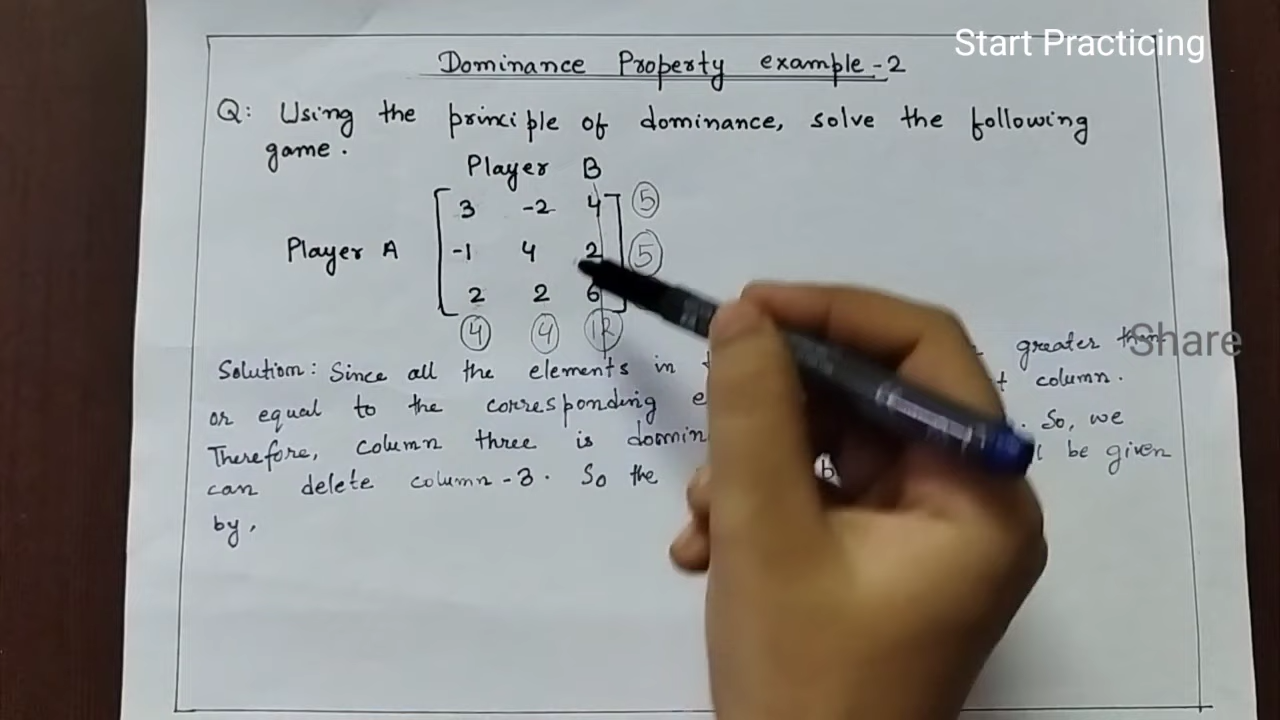 Start Practicing
Dominance Property example-2
Q: Using the principle of dominance, solve the following
game.
Player B
3 -2 4 5
Player A -1 4 2 5
2 2 6
4 4 12
Share
Solution: Since all the elements in greater than
or equal to the corresponding column.
Therefore, column three is So, we
can delete column-3. So the be given
by,